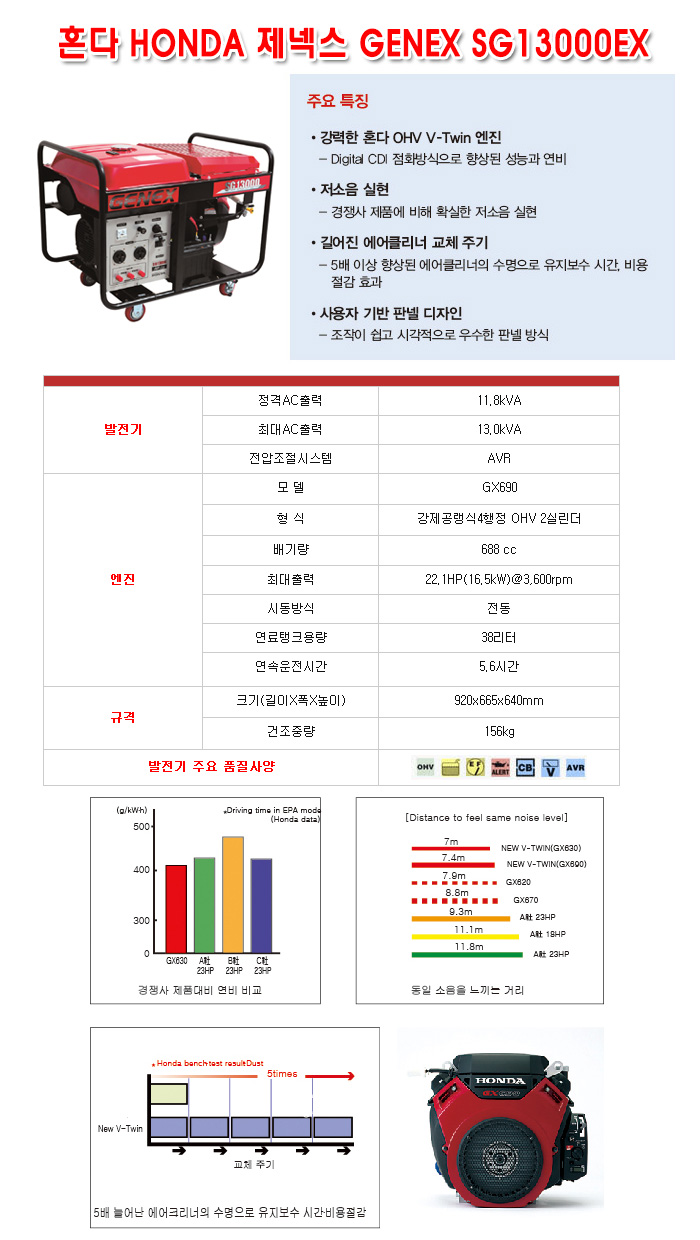 혼다 HONDA 제넥스 GENEX SG13000EX
주요 특징
• 강력한 혼다 OHV V-Twin 엔진
– Digital CDI 점화방식으로 향상된 성능과 연비
• 저소음 실현
– 경쟁사 제품에 비해 확실한 저소음 실현
• 길어진 에어클리너 교체 주기
– 5배 이상 향상된 에어클리너의 수명으로 유지보수 시간, 비용
절감 효과
• 사용자 기반 판넬 디자인
– 조작이 쉽고 시각적으로 우수한 판넬 방식
SG13000
GENEX
발전기
정격AC출력 11,8kVA
최대AC출력 13,0kVA
전압조절시스템 AVR
엔진
모 델 GX690
형 식 강제공랭식4행정 OHV 2실린더
배기량 688 cc
최대출력 22,1HP(16,5kW)@3,600rpm
시동방식 전동
연료탱크용량 38리터
연속운전시간 5,6시간
규격
크기(길이X폭X높이) 920x665x640mm
건조중량 156kg
발전기 주요 품질사양
OHV ALERT CB V AVR
(g/kW·h)
*Driving time in EPA mode
(Honda data)
500
400
300
0
GX630 A社 23HP B社 23HP C社 23HP
경쟁사 제품대비 연비 비교
[Distance to feel same noise level]
7m NEW V-TWIN(GX630)
7.4m NEW V-TWIN(GX690)
7.9m GX620
8.8m GX670
9.3m A社 23HP
11.1m A社 18HP
11.8m A社 23HP
동일 소음을 느끼는 거리
*Honda bench-test result:Dust
5times
New V-Twin
교체 주기
5배 늘어난 에어크리너의 수명으로 유지보수 시간·비용절감
HONDA